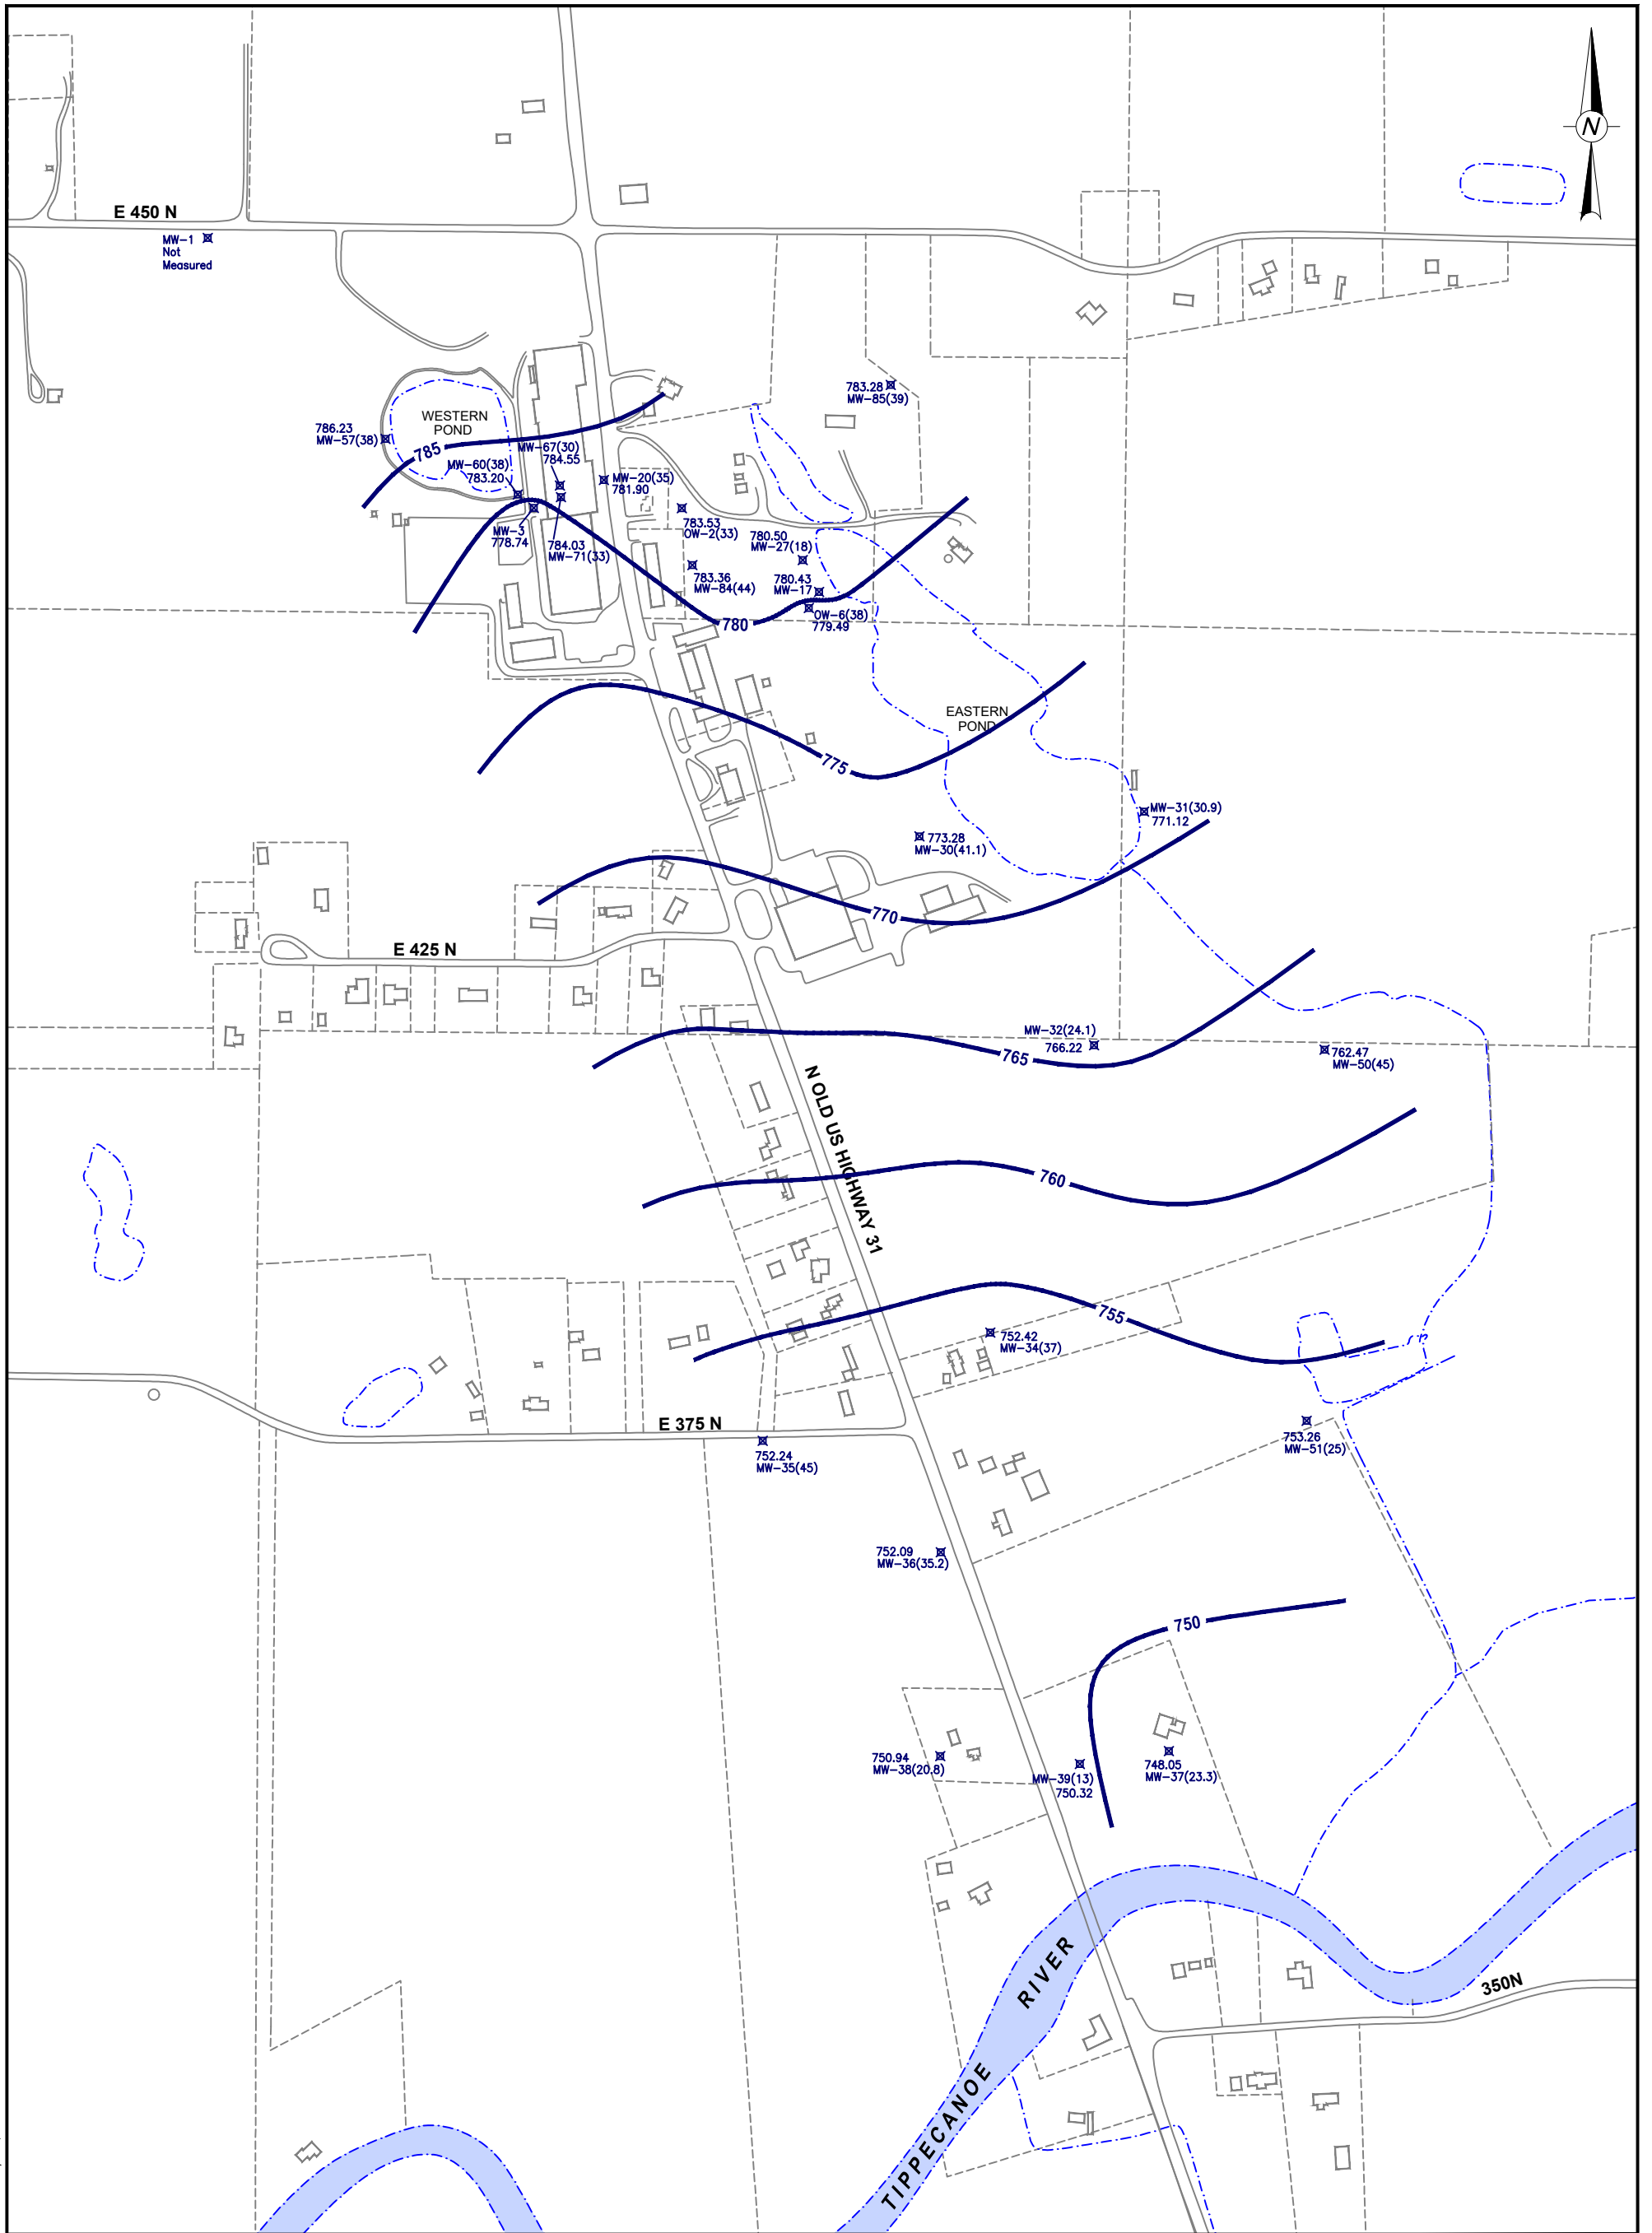 N
E 450 N
MW-1
Not
Measured
783.28
MW-85(39)
WESTERN
POND
786.23
MW-57(38)
785
MW-67(30)
784.55
MW-60(38)
783.20
MW-20(35)
781.90
MW-3
778.74
784.03
MW-71(33)
783.53
OW-2(33)
780.50
MW-27(18)
783.36
MW-84(44)
780.43
MW-17
OW-6(38)
779.49
780
EASTERN
POND
775
MW-31(30.9)
771.12
773.28
MW-30(41.1)
770
E 425 N
MW-32(24.1)
766.22
765
762.47
MW-50(45)
N OLD US HIGHWAY 31
760
755
752.42
MW-34(37)
E 375 N
752.24
MW-35(45)
753.26
MW-51(25)
752.09
MW-36(35.2)
750
750.94
MW-38(20.8)
MW-39(13)
750.32
748.05
MW-37(23.3)
TIPPECANOE RIVER
350N